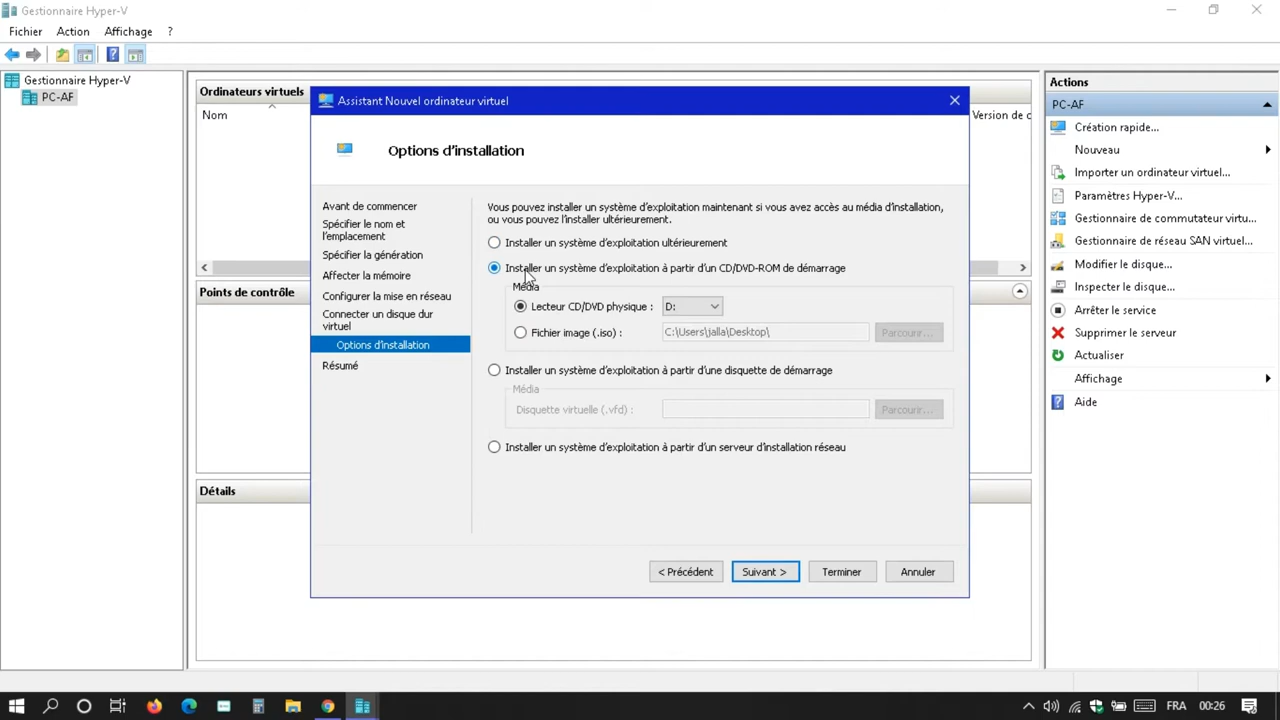 Gestionnaire Hyper-V
Fichier Action Affichage ?
Gestionnaire Hyper-V
PC-AF
Ordinateurs virtuels
Nom
Version de c
Points de contrôle
Détails
Assistant Nouvel ordinateur virtuel
Options d'installation
Avant de commencer
Spécifier le nom et
l'emplacement
Spécifier la génération
Affecter la mémoire
Configurer la mise en réseau
Connecter un disque dur
virtuel
Options d'installation
Résumé
Vous pouvez installer un système d'exploitation maintenant si vous avez accès au média d'installation,
ou vous pouvez l'installer ultérieurement.
Installer un système d'exploitation ultérieurement
Installer un système d'exploitation à partir d'un CD/DVD-ROM de démarrage
Média
Lecteur CD/DVD physique : D:
Fichier image (.iso) : C:\Users\jalla\Desktop\ Parcourir...
Installer un système d'exploitation à partir d'une disquette de démarrage
Média
Disquette virtuelle (.vfd) : Parcourir...
Installer un système d'exploitation à partir d'un serveur d'installation réseau
< Précédent Suivant > Terminer Annuler
Actions
PC-AF
Création rapide...
Nouveau
Importer un ordinateur virtuel...
Paramètres Hyper-V...
Gestionnaire de commutateur virtu...
Gestionnaire de réseau SAN virtuel...
Modifier le disque...
Inspecter le disque...
Arrêter le service
Supprimer le serveur
Actualiser
Affichage
Aide
FRA 00:26